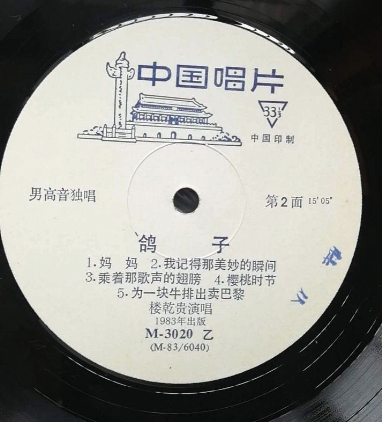 中国唱片
33⅓
中国印制
男高音独唱
第2面 15′05″
鸽 子
1.妈 妈 2.我记得那美妙的瞬间
3.乘着那歌声的翅膀 4.樱桃时节
5.为一块牛排出卖巴黎
楼乾贵演唱
1983年出版
M-3020 乙
(M-83/6040)